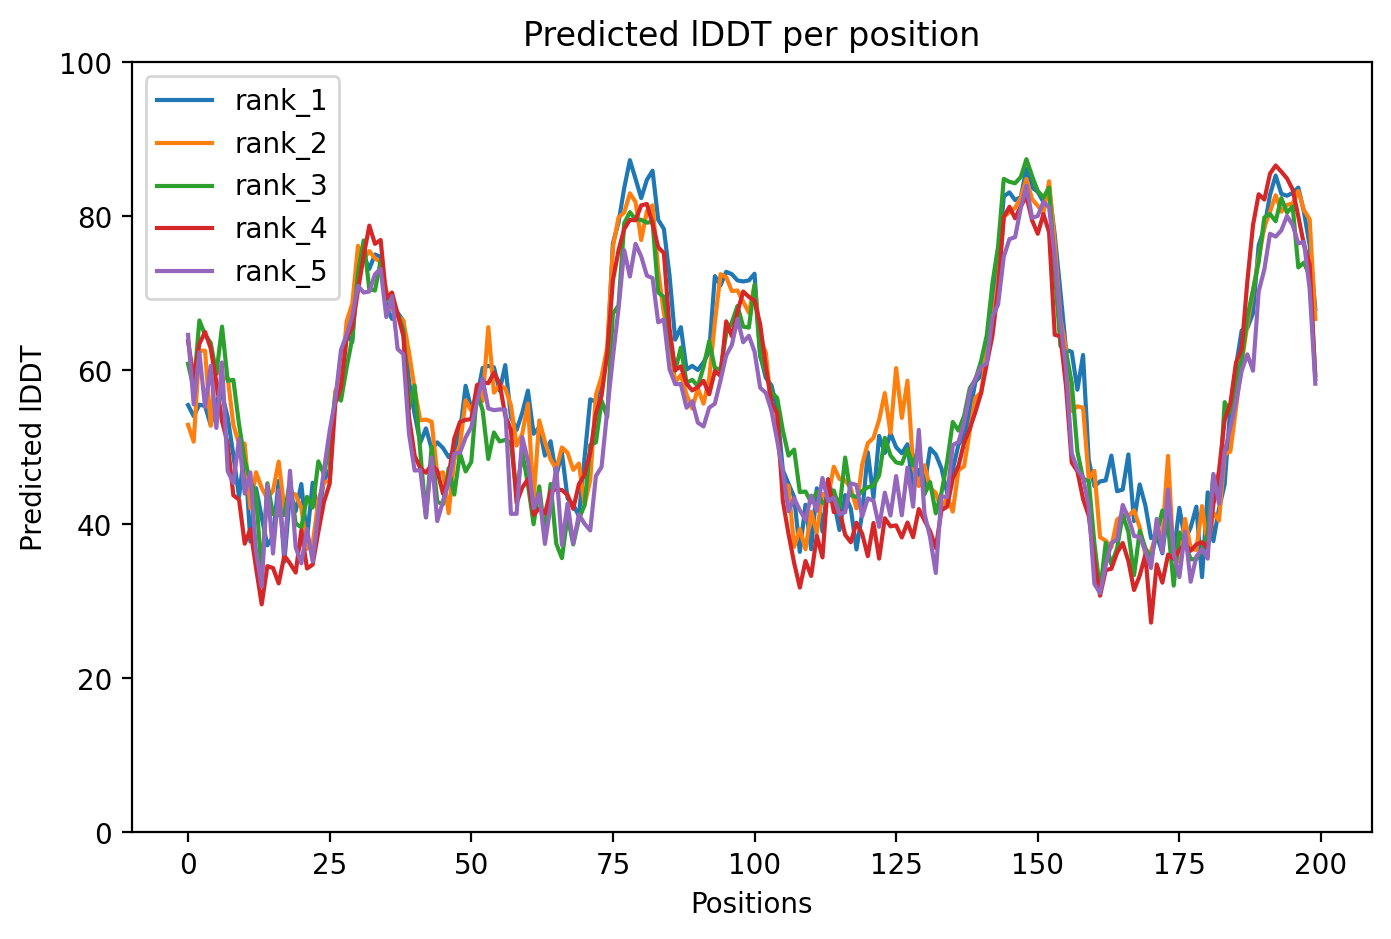 Predicted lDDT per position
Predicted lDDT
100
80
60
40
20
0
rank_1
rank_2
rank_3
rank_4
rank_5
0 25 50 75 100 125 150 175 200
Positions